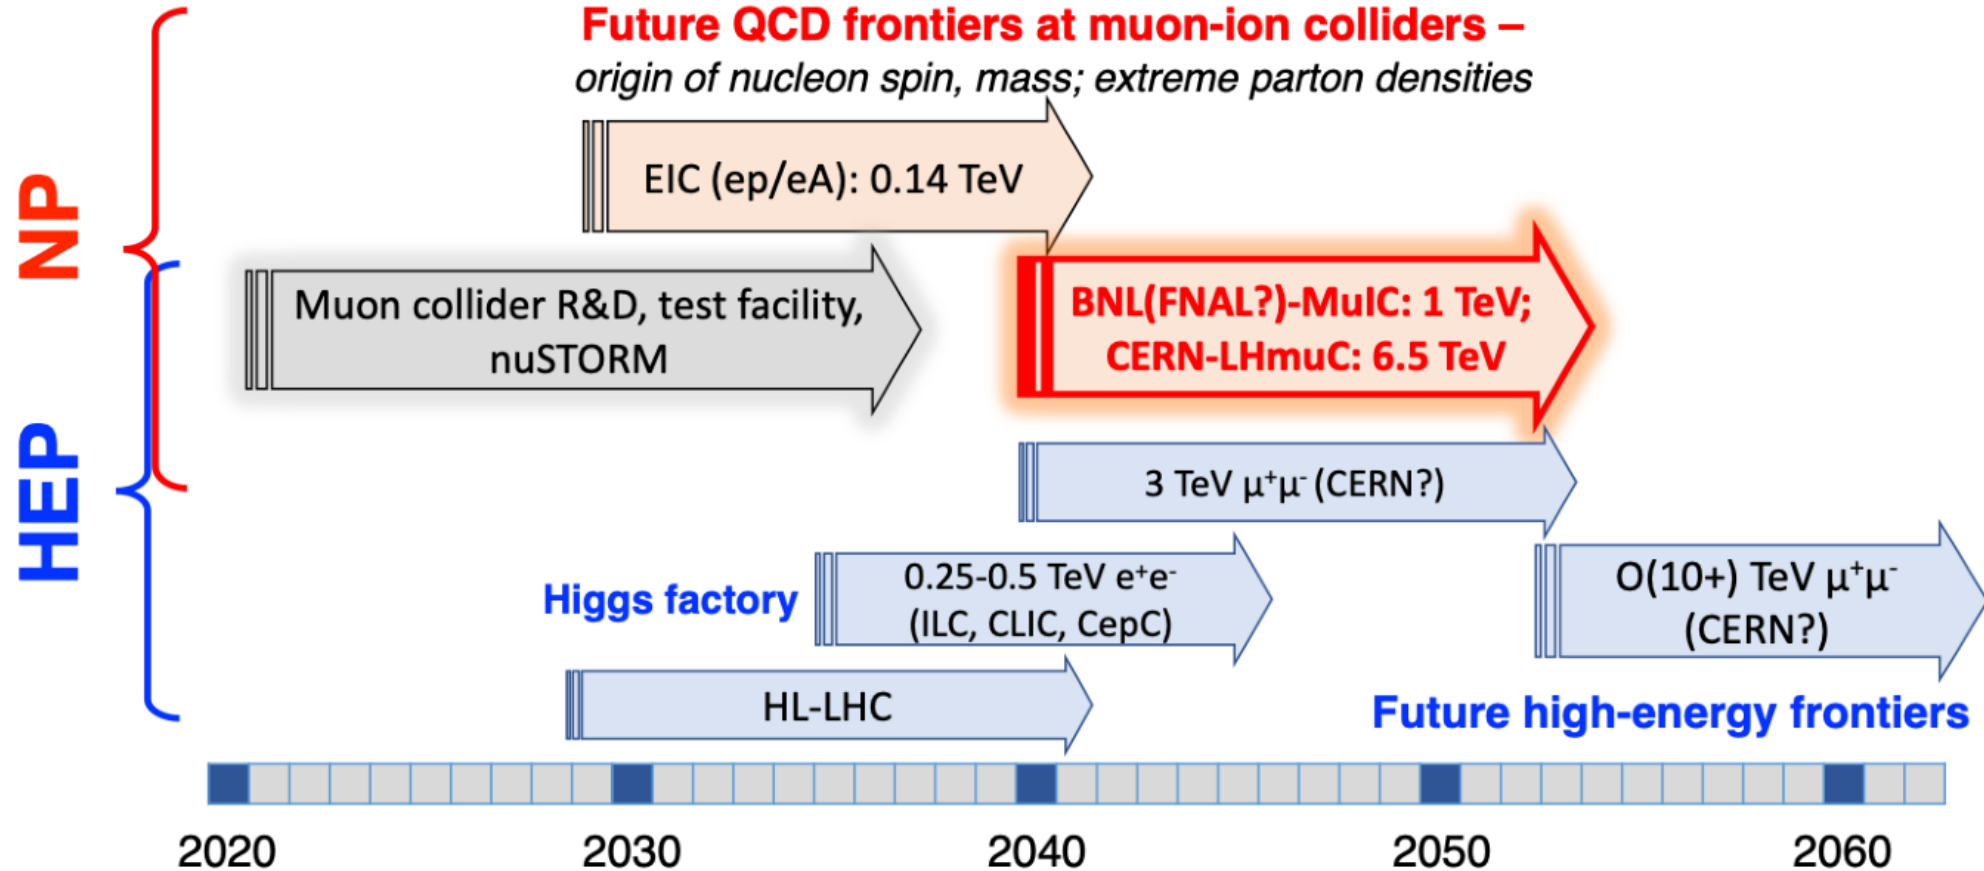 Future QCD frontiers at muon-ion colliders –
origin of nucleon spin, mass; extreme parton densities
NP
EIC (ep/eA): 0.14 TeV
Muon collider R&D, test facility,
nuSTORM
BNL(FNAL?)-MuIC: 1 TeV;
CERN-LHmuC: 6.5 TeV
HEP
3 TeV μ⁺μ⁻ (CERN?)
Higgs factory
0.25-0.5 TeV e⁺e⁻
(ILC, CLIC, CepC)
O(10+) TeV μ⁺μ⁻
(CERN?)
HL-LHC
Future high-energy frontiers
2020 2030 2040 2050 2060